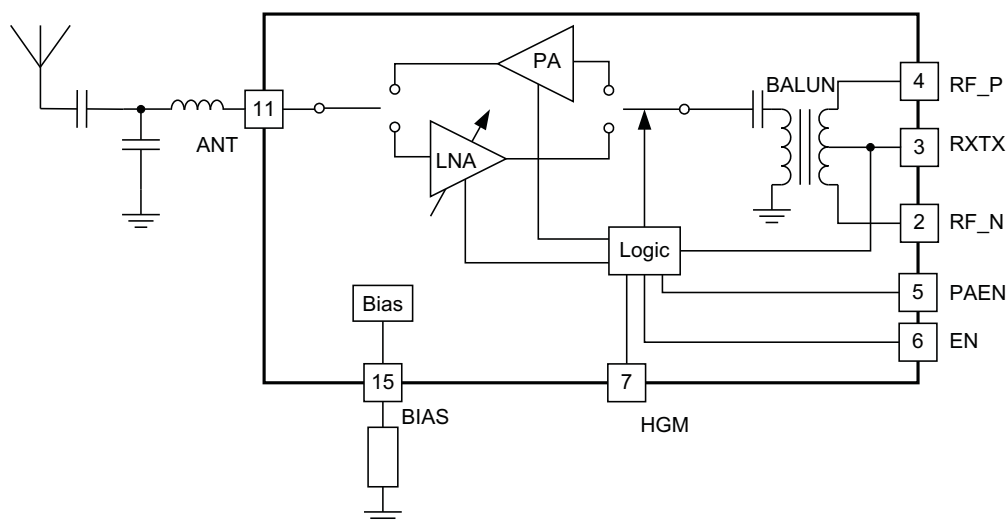 PA
BALUN
4
RF_P
11
ANT
LNA
3
RXTX
2
RF_N
Logic
5
PAEN
Bias
6
EN
15
7
BIAS
HGM